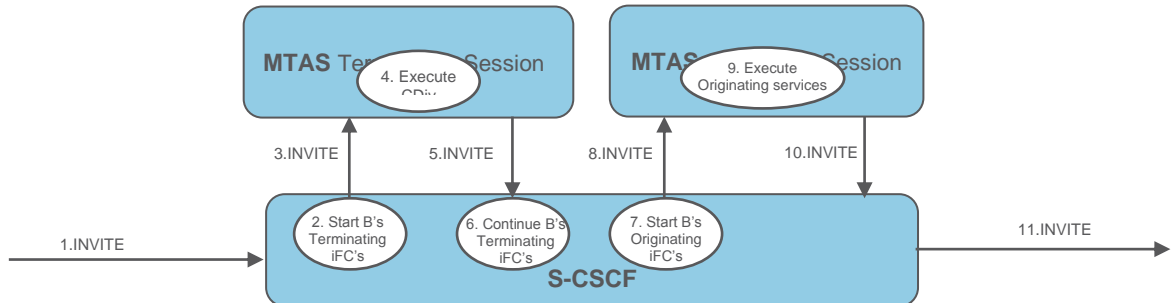 MTAS Session
4. Execute
CDiv
MTAS Session
9. Execute
Originating services
3.INVITE
5.INVITE
8.INVITE
10.INVITE
2. Start B's
Terminating
iFC's
6. Continue B's
Terminating
iFC's
7. Start B's
Originating
iFC's
1.INVITE
11.INVITE
S-CSCF